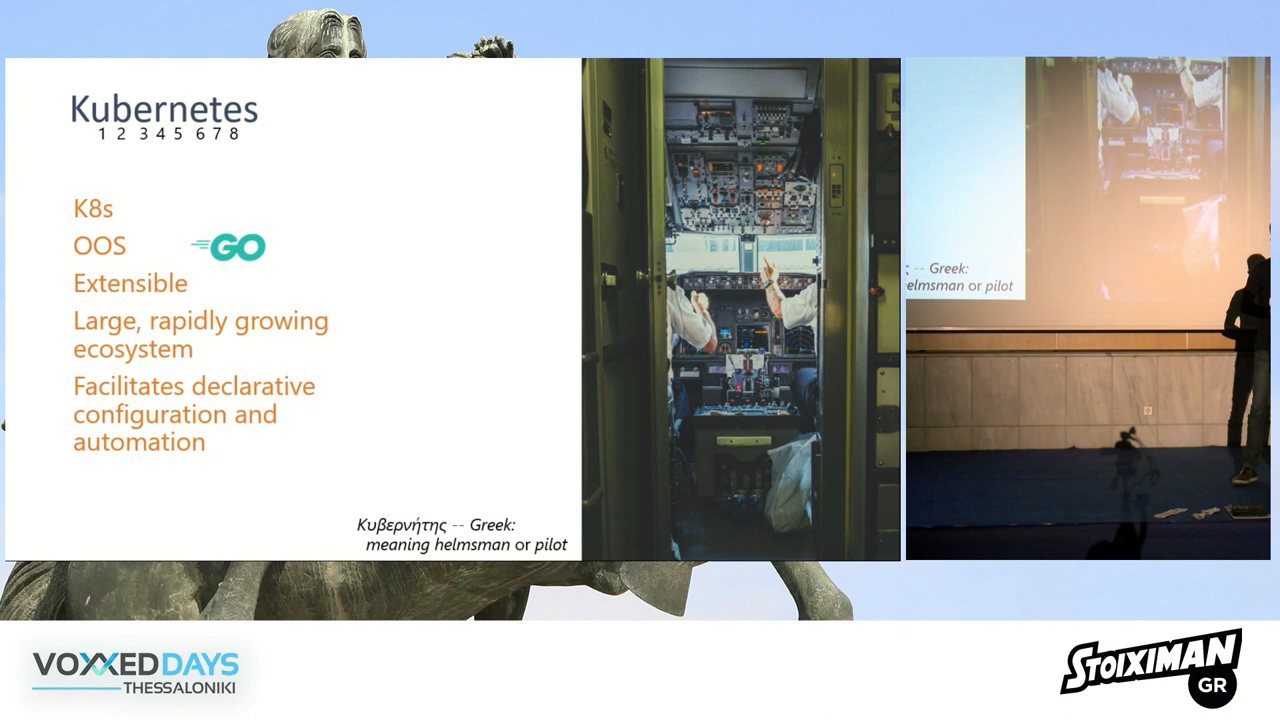 Kubernetes
1 2 3 4 5 6 7 8
K8s
OOS
GO
Extensible
Large, rapidly growing
ecosystem
Facilitates declarative
configuration and
automation
Κυβερνήτης -- Greek:
meaning helmsman or pilot
ς -- Greek:
elmsman or pilot
VOXXED DAYS
THESSALONIKI
STOIXIMAN
GR